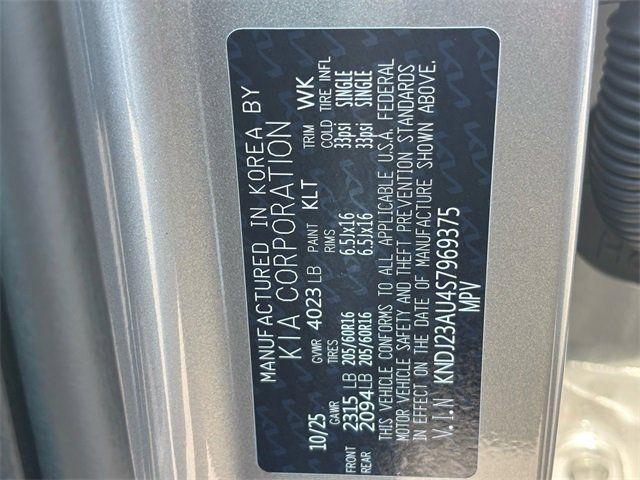 MANUFACTURED IN KOREA BY
KIA CORPORATION
10/25 GVWR 4023 LB PAINT KLT TRIM WK
GAWR TIRES RIMS COLD TIRE INFL
FRONT 2315 LB 205/60R16 6.5Jx16 33psi SINGLE
REAR 2094 LB 205/60R16 6.5Jx16 33psi SINGLE
THIS VEHICLE CONFORMS TO ALL APPLICABLE U.S.A. FEDERAL
MOTOR VEHICLE SAFETY AND THEFT PREVENTION STANDARDS
IN EFFECT ON THE DATE OF MANUFACTURE SHOWN ABOVE.
V.I.N KNDJ23AU4S7969375
MPV